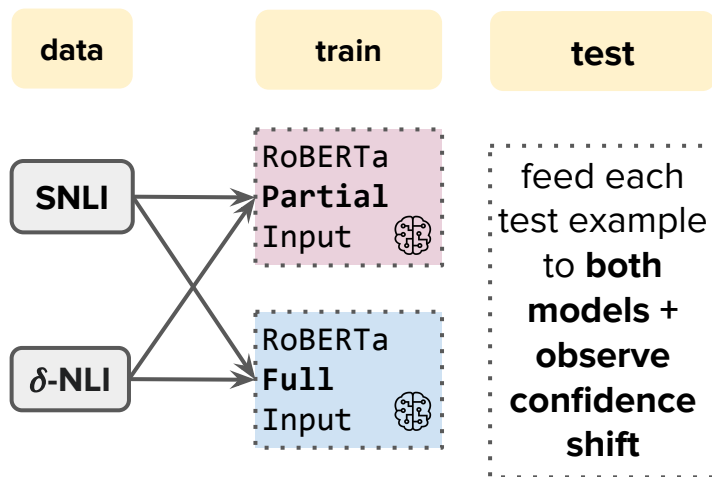 data
train
test
SNLI
δ-NLI
RoBERTa
Partial
Input
RoBERTa
Full
Input
feed each
test example
to both
models +
observe
confidence
shift